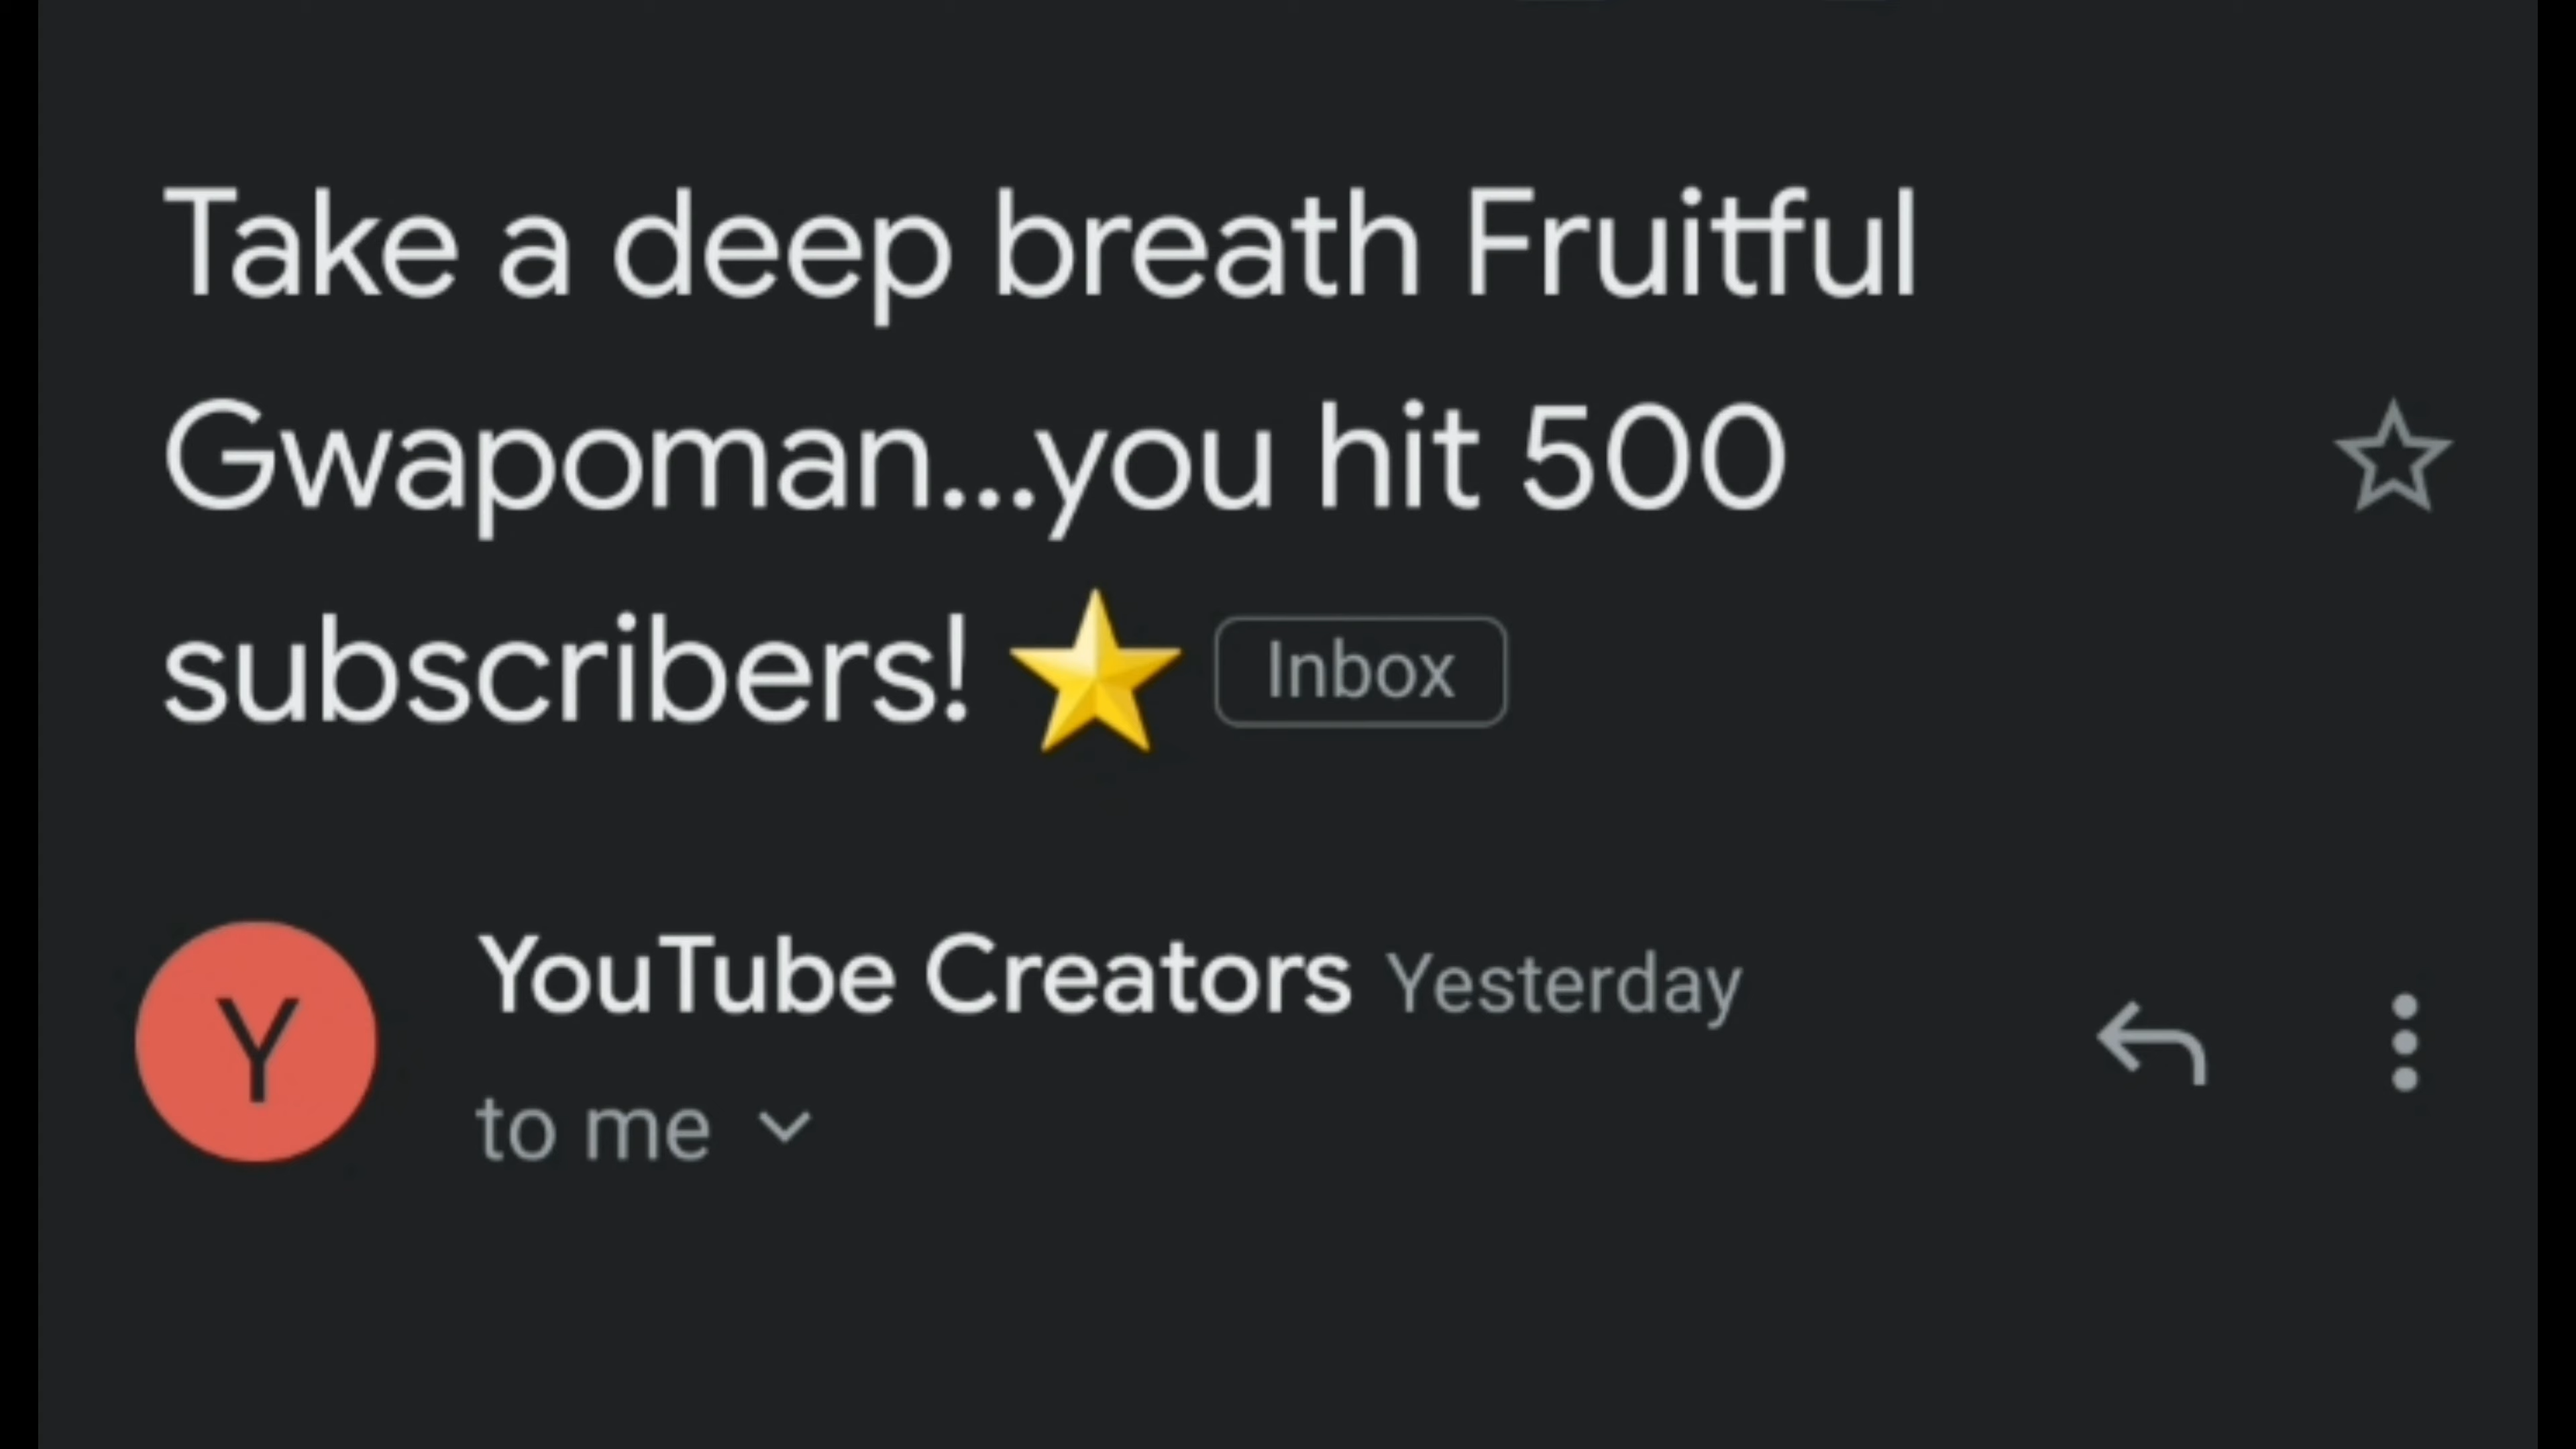 Take a deep breath Fruitful
Gwapoman...you hit 500
subscribers! ⭐ Inbox
Y
YouTube Creators Yesterday
to me